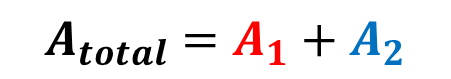 A_total = A_1 + A_2